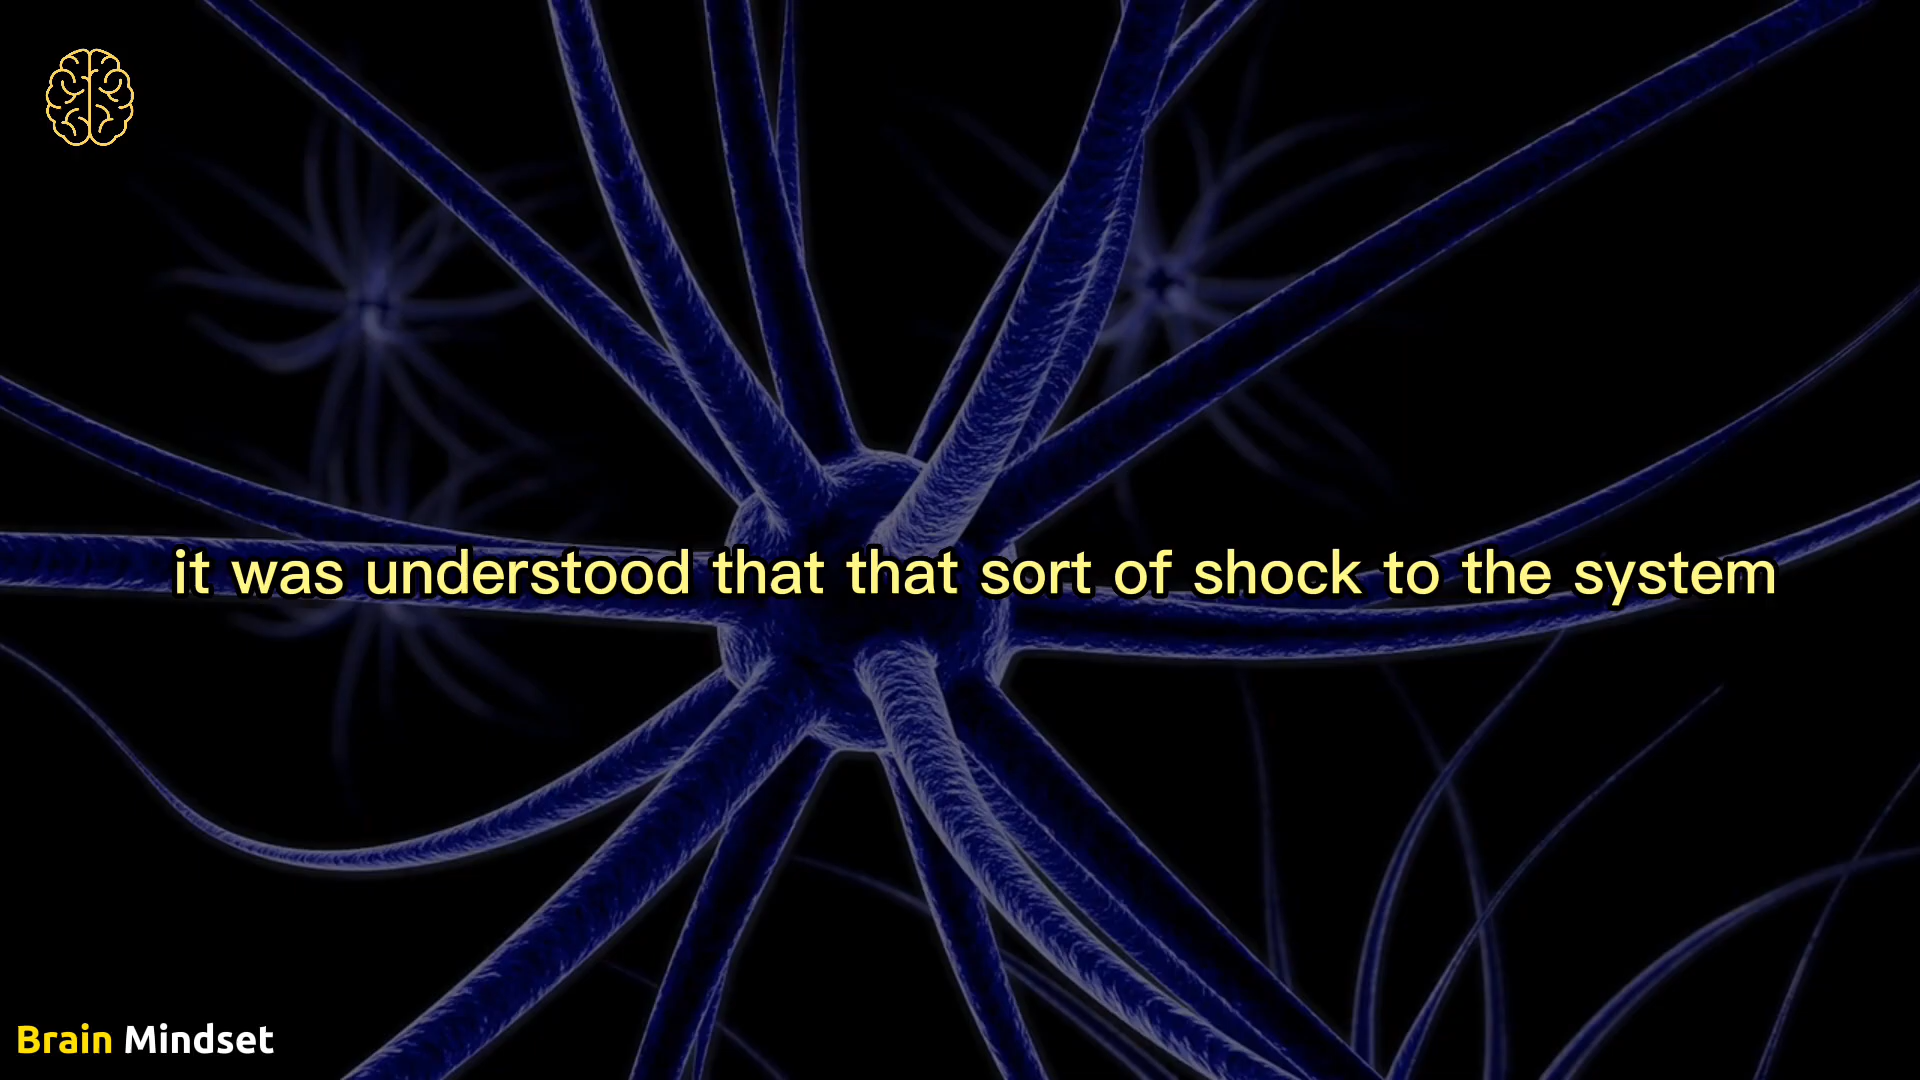 it was understood that that sort of shock to the system
Brain Mindset